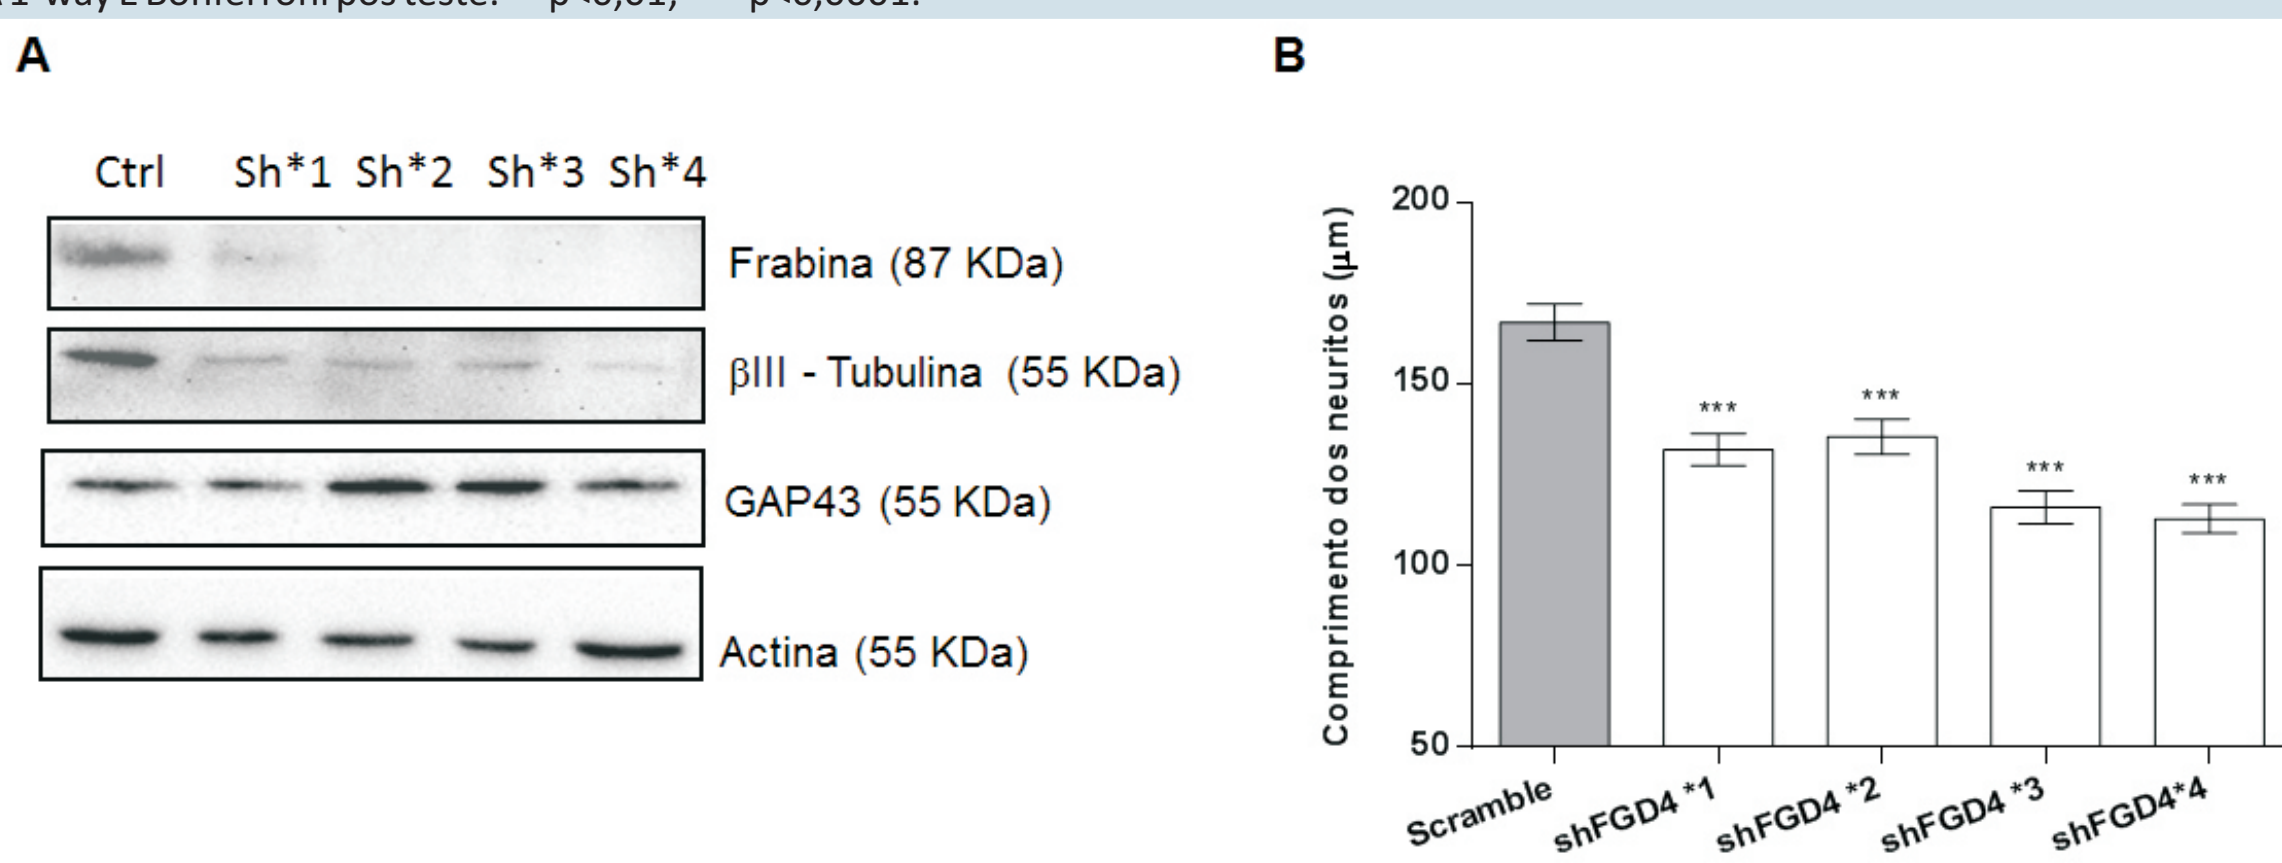 A
Ctrl Sh*1 Sh*2 Sh*3 Sh*4
Frabina (87 KDa)
βIII - Tubulina (55 KDa)
GAP43 (55 KDa)
Actina (55 KDa)
B
Comprimento dos neuritos (μm)
200
150
100
50
***
***
***
***
Scramble
shFGD4 *1
shFGD4 *2
shFGD4 *3
shFGD4*4